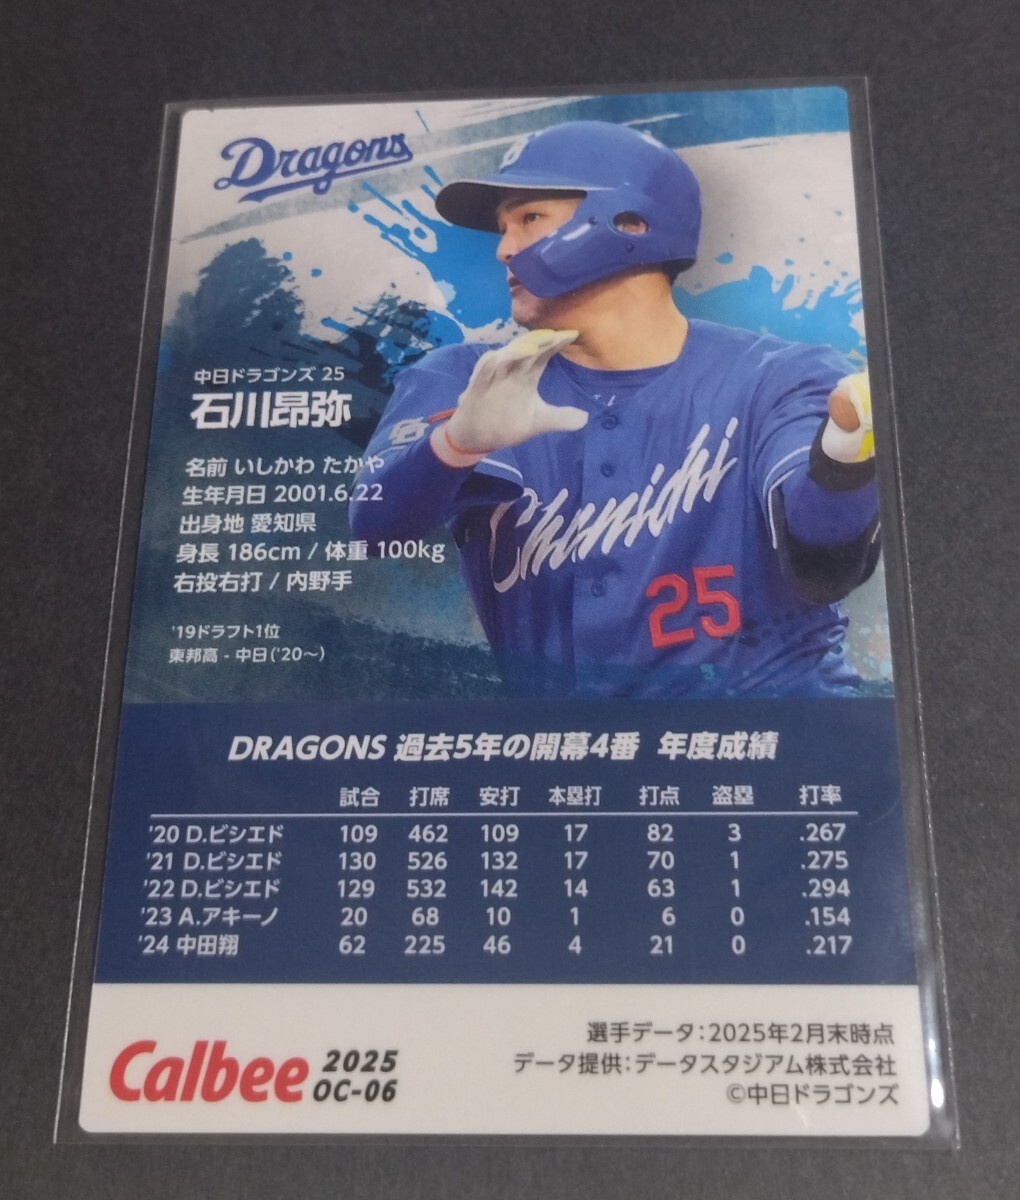 Dragons
中日ドラゴンズ 25
石川昂弥
名前 いしかわ たかや
生年月日 2001.6.22
出身地 愛知県
身長 186cm / 体重 100kg
右投右打 / 内野手
'19ドラフト1位
東邦高 - 中日('20〜)
Chunichi
25
DRAGONS 過去5年の開幕4番 年度成績
試合 打席 安打 本塁打 打点 盗塁 打率
'20 D.ビシエド 109 462 109 17 82 3 .267
'21 D.ビシエド 130 526 132 17 70 1 .275
'22 D.ビシエド 129 532 142 14 63 1 .294
'23 A.アキーノ 20 68 10 1 6 0 .154
'24 中田翔 62 225 46 4 21 0 .217
Calbee 2025
OC-06
選手データ：2025年2月末時点
データ提供：データスタジアム株式会社
©中日ドラゴンズ